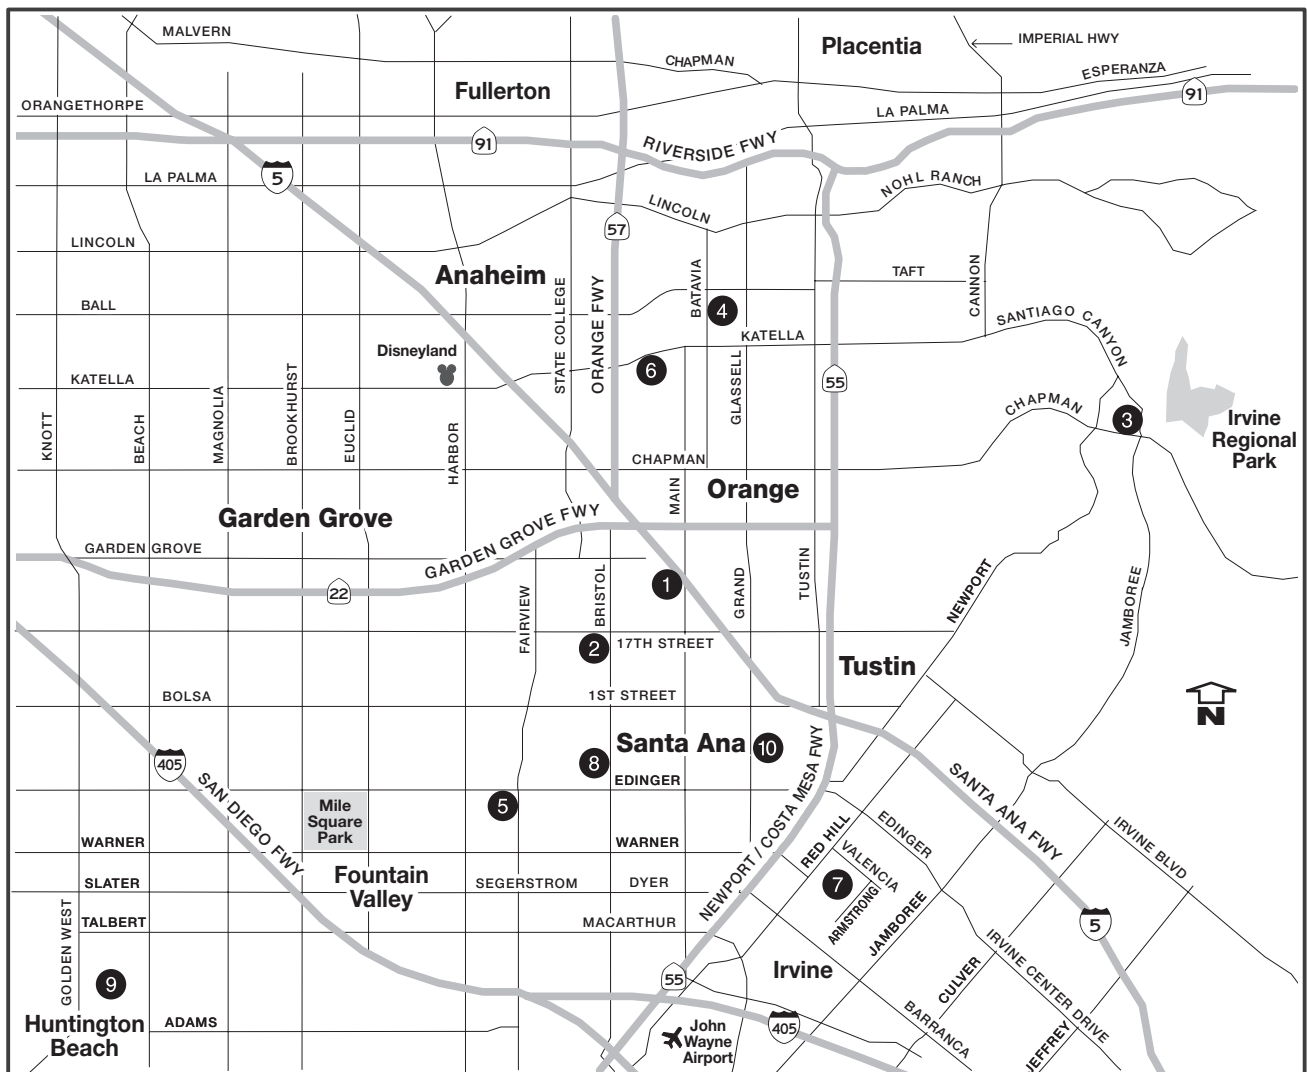 MALVERN
CHAPMAN
Placentia
IMPERIAL HWY
ESPERANZA
Fullerton
ORANGETHORPE
LA PALMA
91
91
RIVERSIDE FWY
LA PALMA
5
NOHL RANCH
LINCOLN
57
LINCOLN
Anaheim
TAFT
BATAVIA
CANNON
STATE COLLEGE
ORANGE FWY
BALL
4
SANTIAGO CANYON
KATELLA
Disneyland
6
KATELLA
GLASSELL
55
CHAPMAN
3
Irvine
Regional
Park
KNOTT
BEACH
MAGNOLIA
BROOKHURST
EUCLID
HARBOR
CHAPMAN
MAIN
Orange
Garden Grove
GARDEN GROVE FWY
GARDEN GROVE
22
FAIRVIEW
BRISTOL
1
GRAND
TUSTIN
NEWPORT
JAMBOREE
2
17TH STREET
Tustin
BOLSA
1ST STREET
N
Santa Ana
10
8
EDINGER
405
SAN DIEGO FWY
NEWPORT / COSTA MESA FWY
SANTA ANA FWY
5
Mile
Square
Park
WARNER
WARNER
RED HILL
EDINGER
IRVINE BLVD
VALENCIA
7
ARMSTRONG
JAMBOREE
SLATER
Fountain
Valley
SEGERSTROM
DYER
TALBERT
MACARTHUR
5
GOLDEN WEST
9
55
Irvine
CULVER
IRVINE CENTER DRIVE
BARRANCA
JEFFREY
Huntington
Beach
ADAMS
John
Wayne
Airport
405